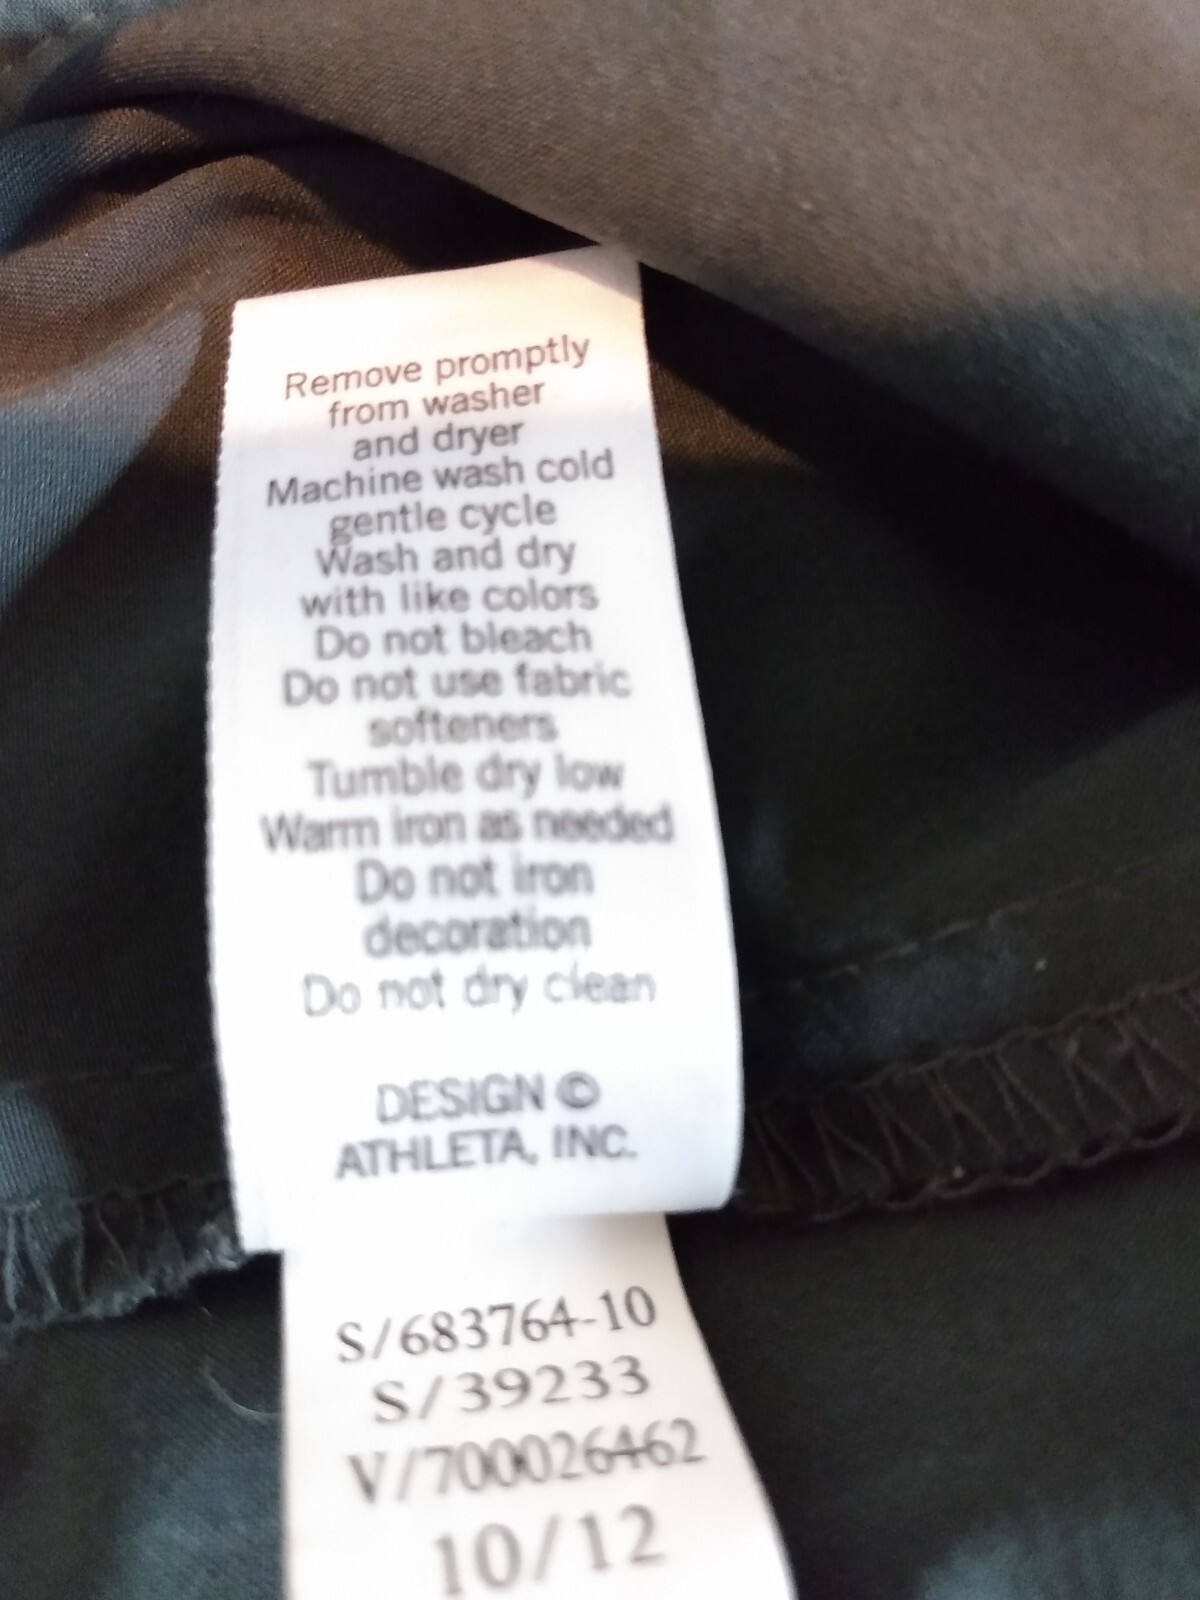 Remove promptly
from washer
and dryer
Machine wash cold
gentle cycle
Wash and dry
with like colors
Do not bleach
Do not use fabric
softeners
Tumble dry low
Warm iron as needed
Do not iron
decoration
Do not dry clean
DESIGN ©
ATHLETA, INC.
S/683764-10
S/39233
V/700026462
10/12